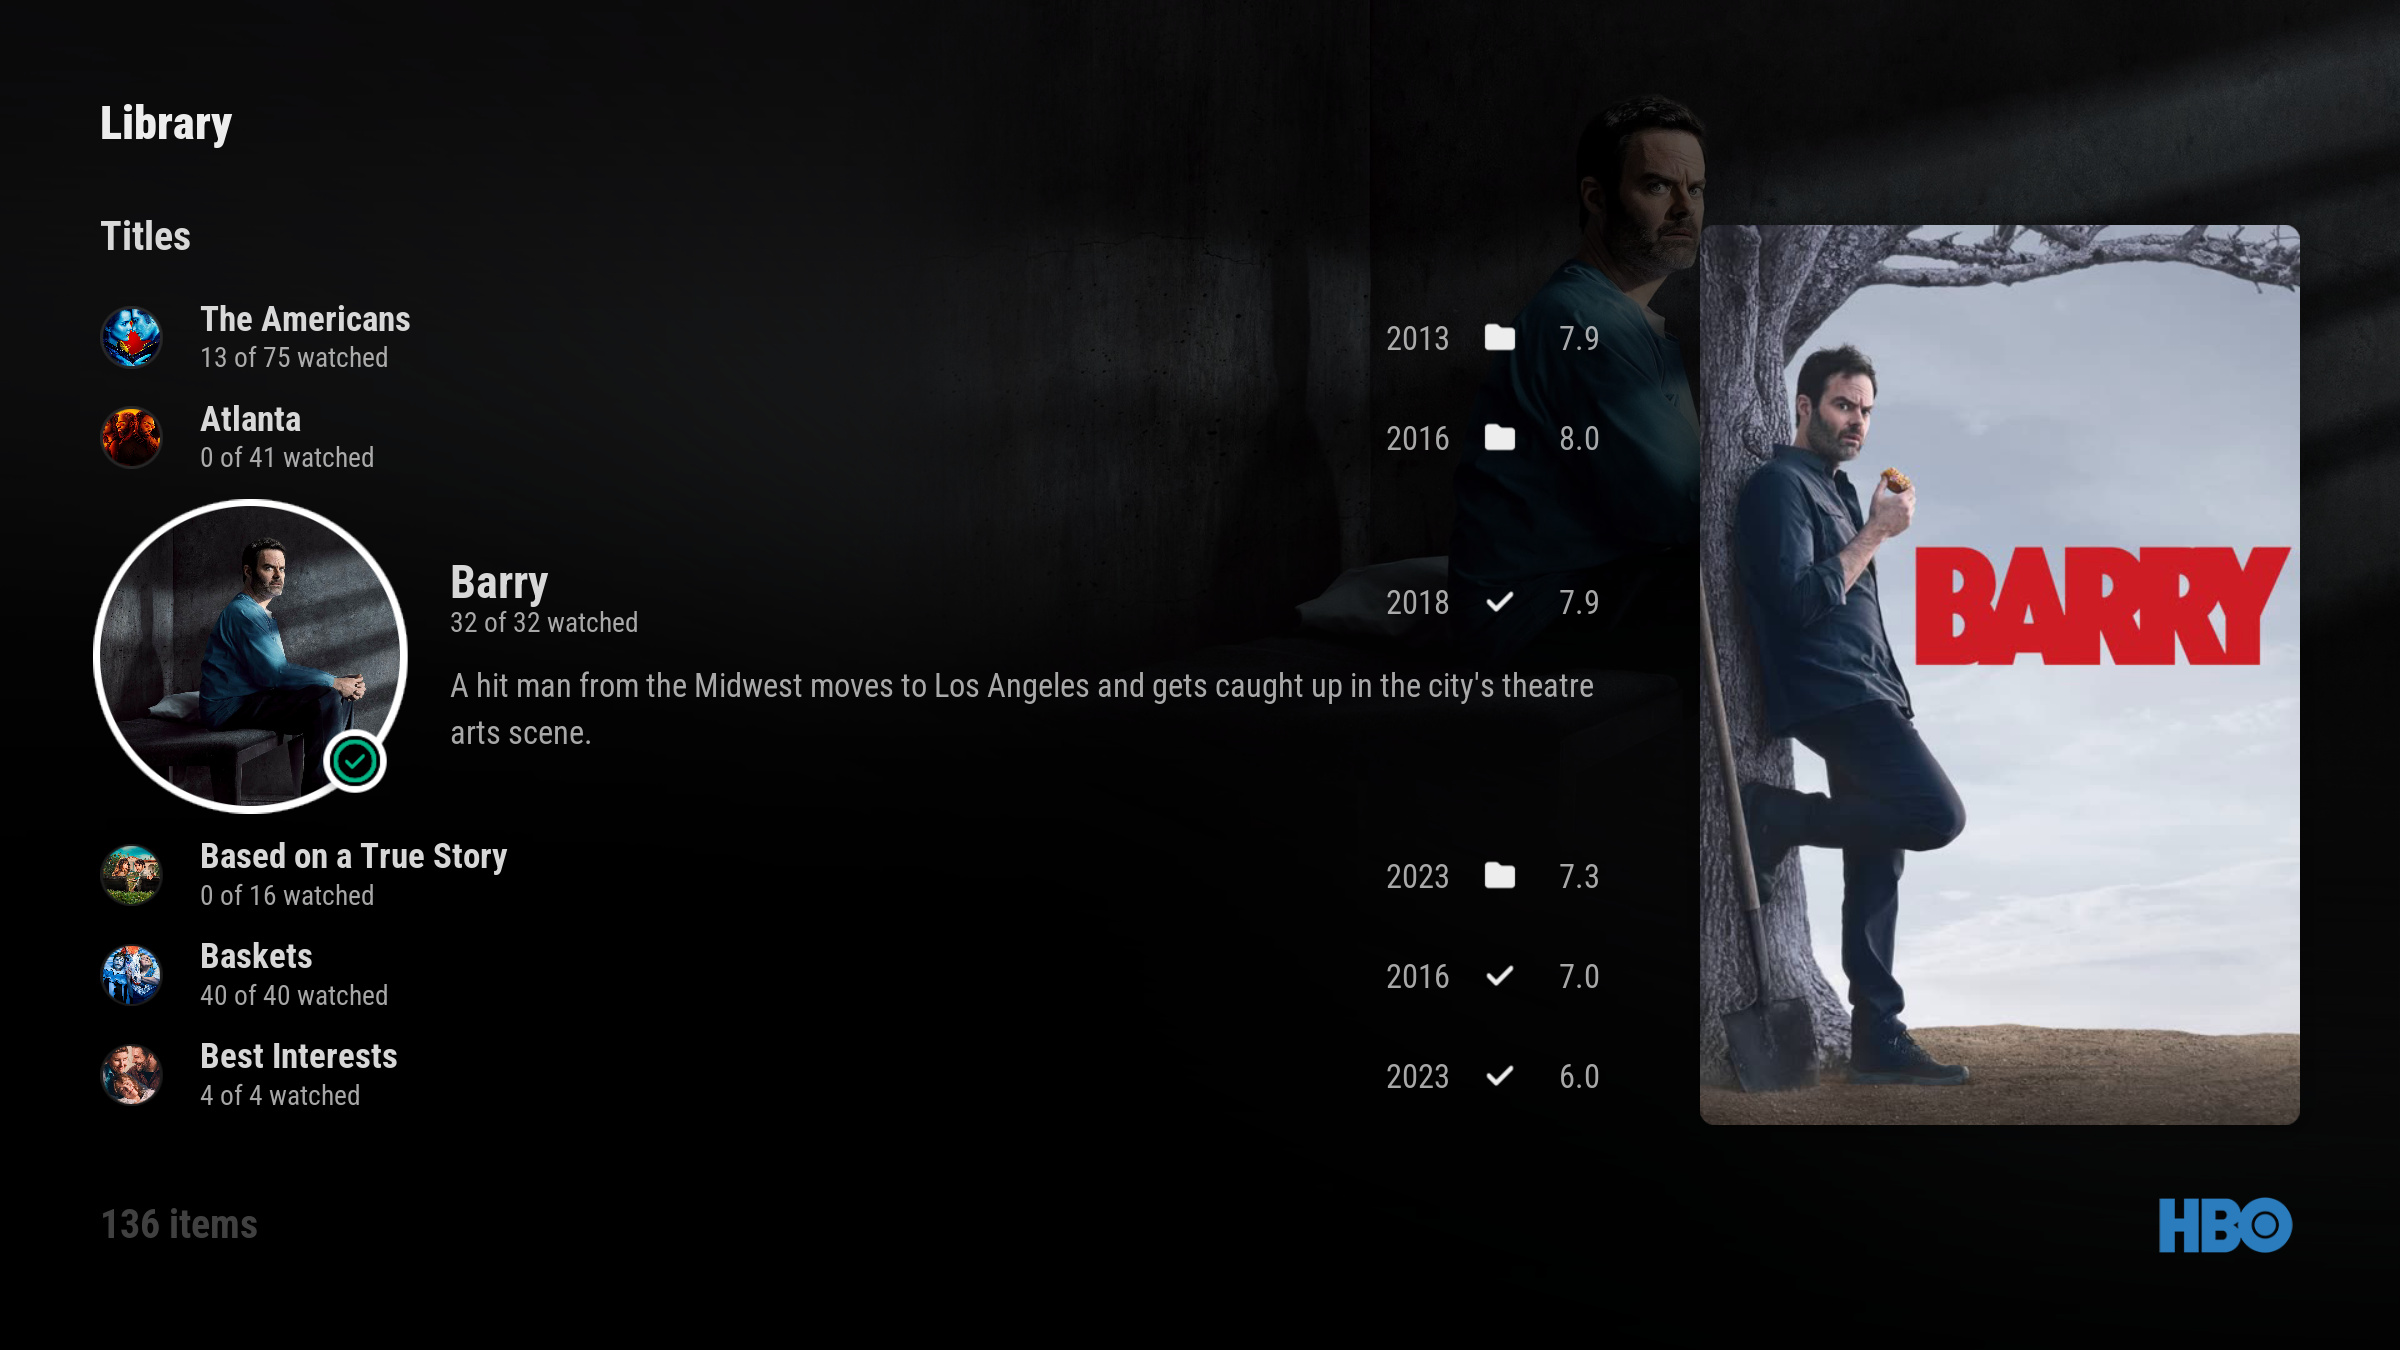 Library
Titles
The Americans
13 of 75 watched
2013 7.9
Atlanta
0 of 41 watched
2016 8.0
Barry
32 of 32 watched
2018 7.9
A hit man from the Midwest moves to Los Angeles and gets caught up in the city's theatre
arts scene.
Based on a True Story
0 of 16 watched
2023 7.3
Baskets
40 of 40 watched
2016 7.0
Best Interests
4 of 4 watched
2023 6.0
BARRY
136 items
HBO